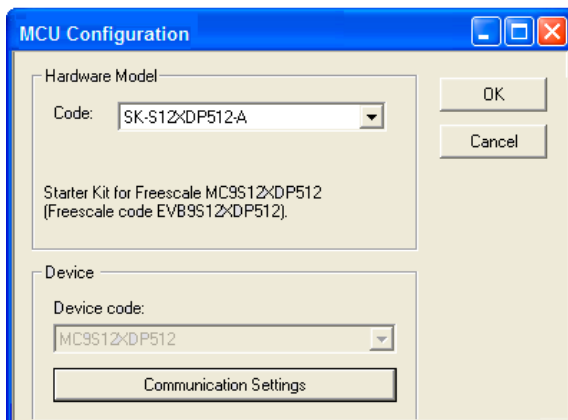 MCU Configuration
Hardware Model
Code:
SK-S12XDP512-A
Starter Kit for Freescale MC9S12XDP512
(Freescale code EVB9S12XDP512).
OK
Cancel
Device
Device code:
MC9S12XDP512
Communication Settings